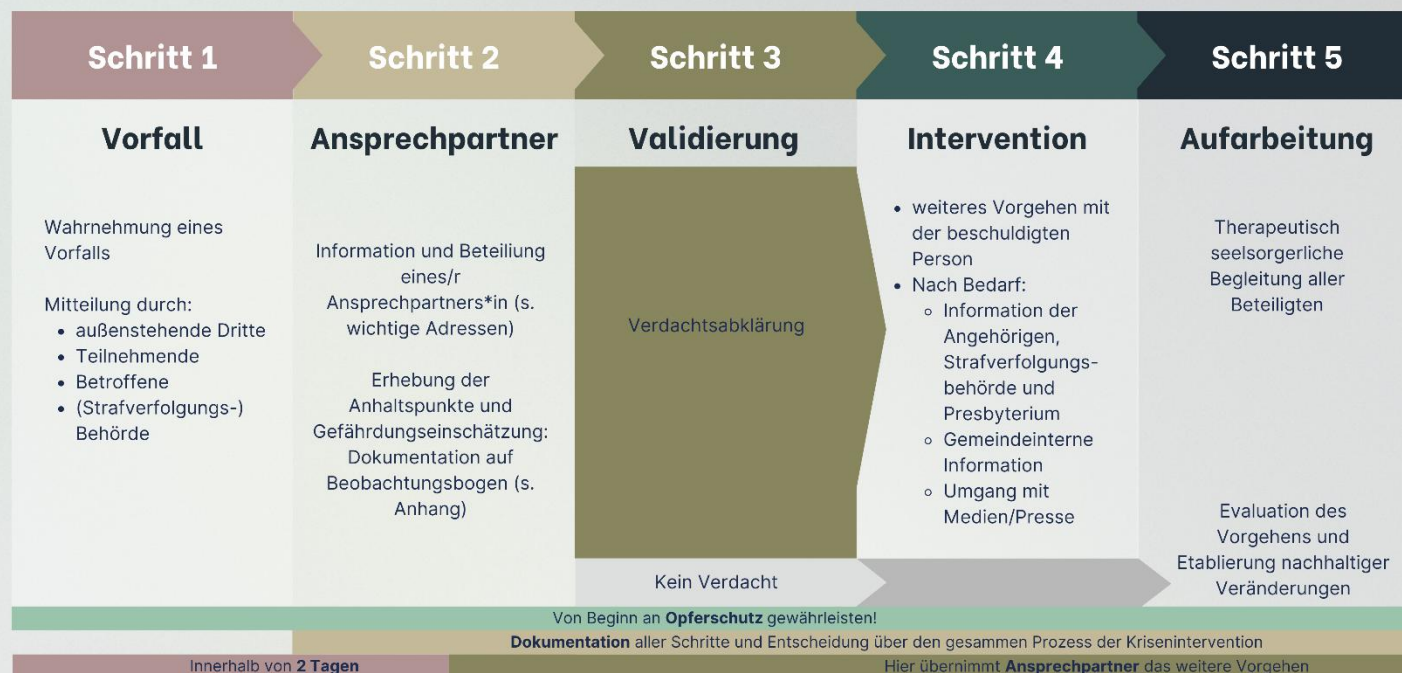 Schritt 1
Schritt 2
Schritt 3
Schritt 4
Schritt 5
Vorfall
Wahrnehmung eines
Vorfalls
Mitteilung durch:
• außenstehende Dritte
• Teilnehmende
• Betroffene
• (Strafverfolgungs-)
Behörde
Ansprechpartner
Information und Beteiliung
eines/r
Ansprechpartners*in (s.
wichtige Adressen)
Erhebung der
Anhaltspunkte und
Gefährdungseinschätzung:
Dokumentation auf
Beobachtungsbogen (s.
Anhang)
Validierung
Verdachtsabklärung
Kein Verdacht
Intervention
• weiteres Vorgehen mit
der beschuldigten
Person
• Nach Bedarf:
◦ Information der
Angehörigen,
Strafverfolgungs-
behörde und
Presbyterium
◦ Gemeindeinterne
Information
◦ Umgang mit
Medien/Presse
Aufarbeitung
Therapeutisch
seelsorgerliche
Begleitung aller
Beteiligten
Evaluation des
Vorgehens und
Etablierung nachhaltiger
Veränderungen
Von Beginn an Opferschutz gewährleisten!
Dokumentation aller Schritte und Entscheidung über den gesammen Prozess der Krisenintervention
Innerhalb von 2 Tagen
Hier übernimmt Ansprechpartner das weitere Vorgehen